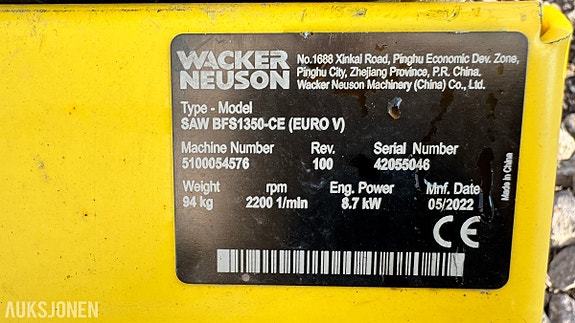 WACKER
NEUSON
No.1688 Xinkai Road, Pinghu Economic Dev. Zone,
Pinghu City, Zhejiang Province, P.R. China.
Wacker Neuson Machinery (China) Co., Ltd.
Type - Model
SAW BFS1350-CE (EURO V)
Machine Number Rev. Serial Number
5100054576 100 42055046
Weight rpm Eng. Power Mnf. Date
94 kg 2200 1/min 8.7 kW 05/2022
CE
Made in China
AUKSJONEN